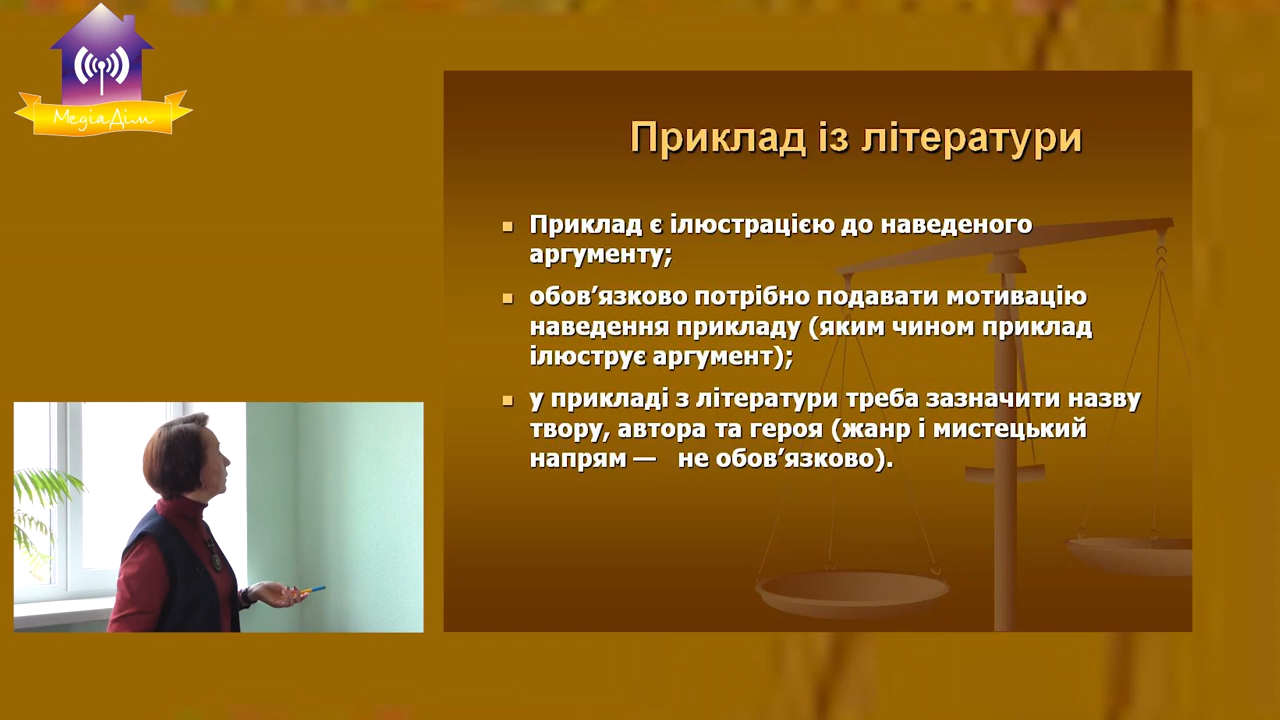 МедіаДім
Приклад із літератури
Приклад є ілюстрацією до наведеного
аргументу;
обов’язково потрібно подавати мотивацію
наведення прикладу (яким чином приклад
ілюструє аргумент);
у прикладі з літератури треба зазначити назву
твору, автора та героя (жанр і мистецький
напрям — не обов’язково).